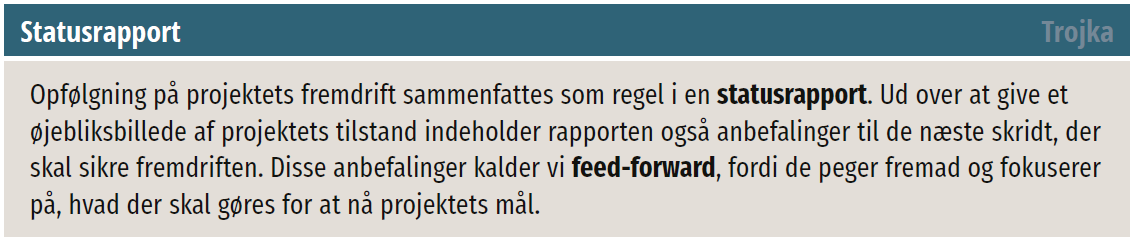 Statusrapport Trojka
Opfølgning på projektets fremdrift sammenfattes som regel i en statusrapport. Ud over at give et
øjebliksbillede af projektets tilstand indeholder rapporten også anbefalinger til de næste skridt, der
skal sikre fremdriften. Disse anbefalinger kalder vi feed-forward, fordi de peger fremad og fokuserer
på, hvad der skal gøres for at nå projektets mål.